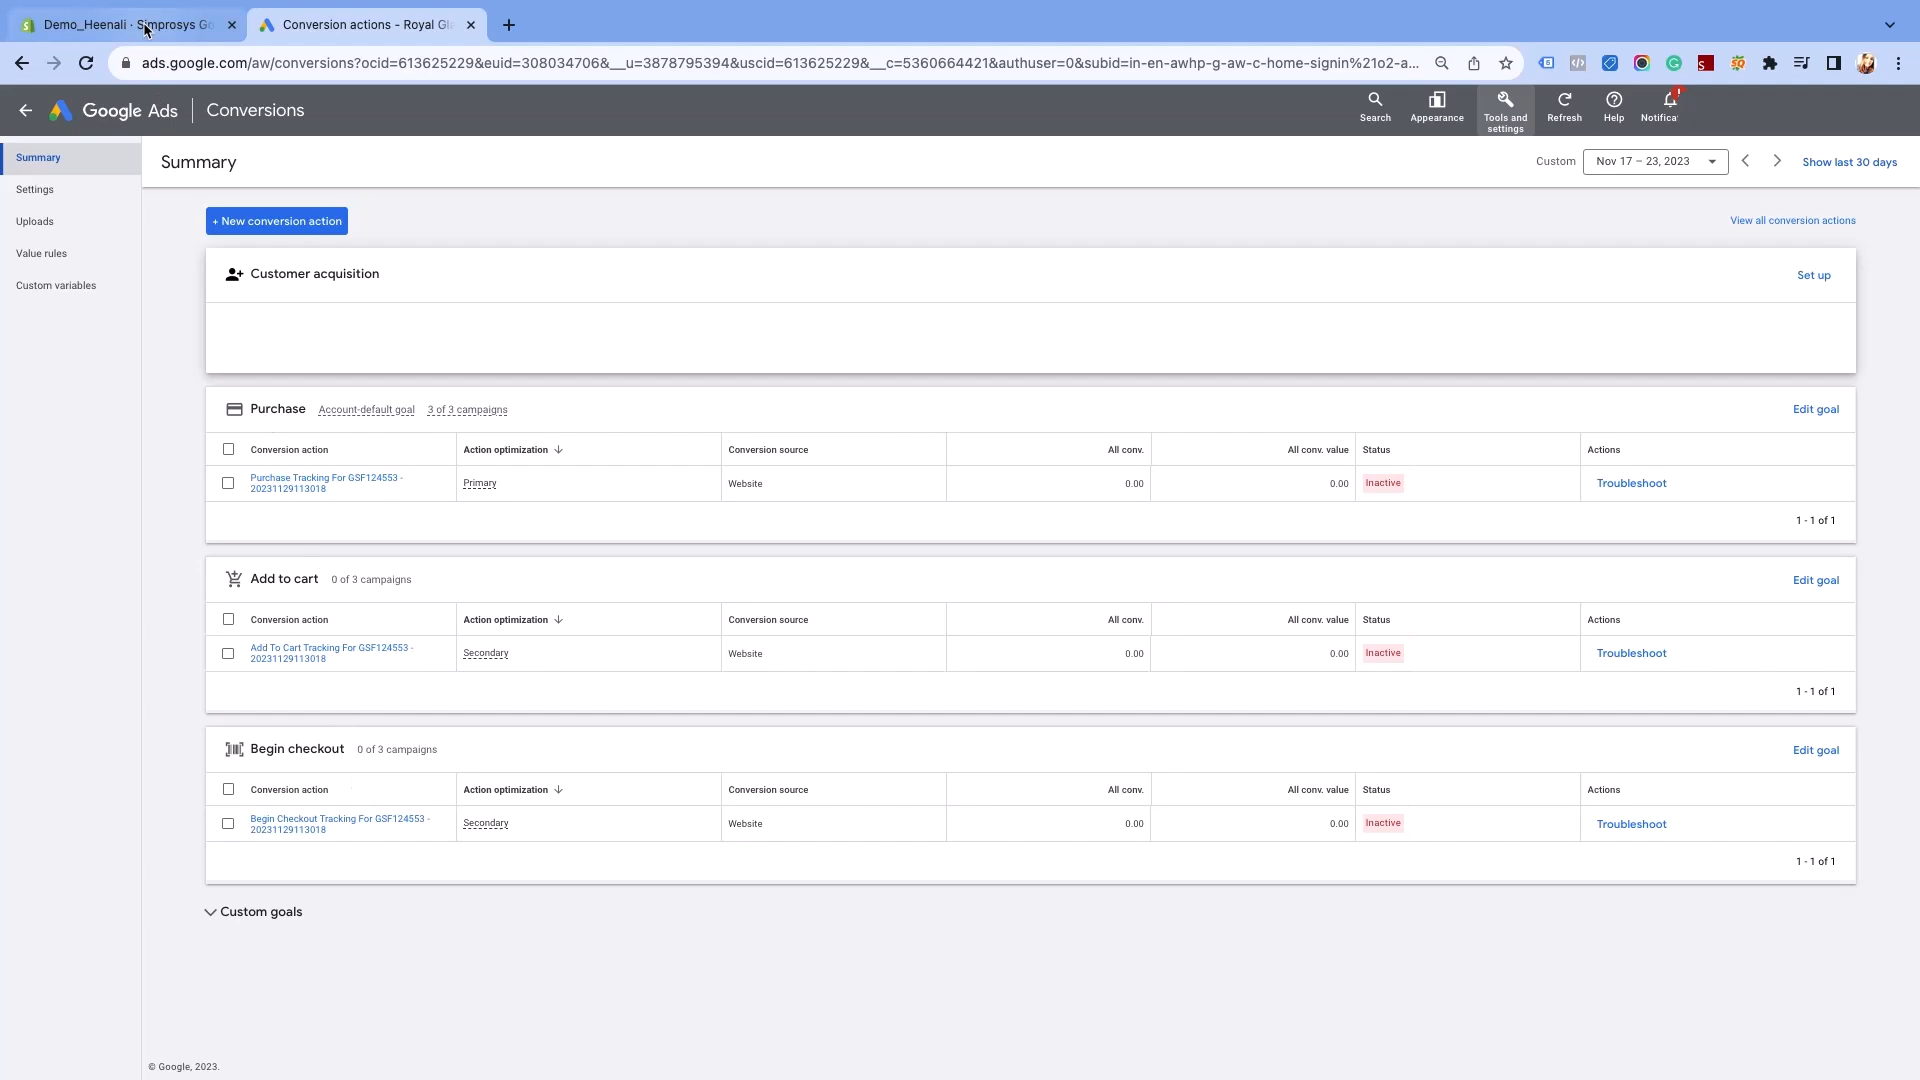 Demo_Heenali · Simprosys Go
Conversion actions - Royal Gl
ads.google.com/aw/conversions?ocid=613625229&euid=308034706&__u=3878795394&uscid=613625229&__c=5360664421&authuser=0&subid=in-en-awhp-g-aw-c-home-signin%21o2-a...
Google Ads
Conversions
Search
Appearance
Tools and
settings
Refresh
Help
Notifica
Summary
Settings
Uploads
Value rules
Custom variables
Summary
Custom
Nov 17 – 23, 2023
Show last 30 days
+ New conversion action
View all conversion actions
Customer acquisition
Set up
Purchase Account-default goal 3 of 3 campaigns
Edit goal
Conversion action Action optimization Conversion source All conv. All conv. value Status Actions
Purchase Tracking For GSF124553 -
20231129113018
Primary Website 0.00 0.00 Inactive Troubleshoot
1 - 1 of 1
Add to cart 0 of 3 campaigns
Edit goal
Conversion action Action optimization Conversion source All conv. All conv. value Status Actions
Add To Cart Tracking For GSF124553 -
20231129113018
Secondary Website 0.00 0.00 Inactive Troubleshoot
1 - 1 of 1
Begin checkout 0 of 3 campaigns
Edit goal
Conversion action Action optimization Conversion source All conv. All conv. value Status Actions
Begin Checkout Tracking For GSF124553 -
20231129113018
Secondary Website 0.00 0.00 Inactive Troubleshoot
1 - 1 of 1
Custom goals
© Google, 2023.